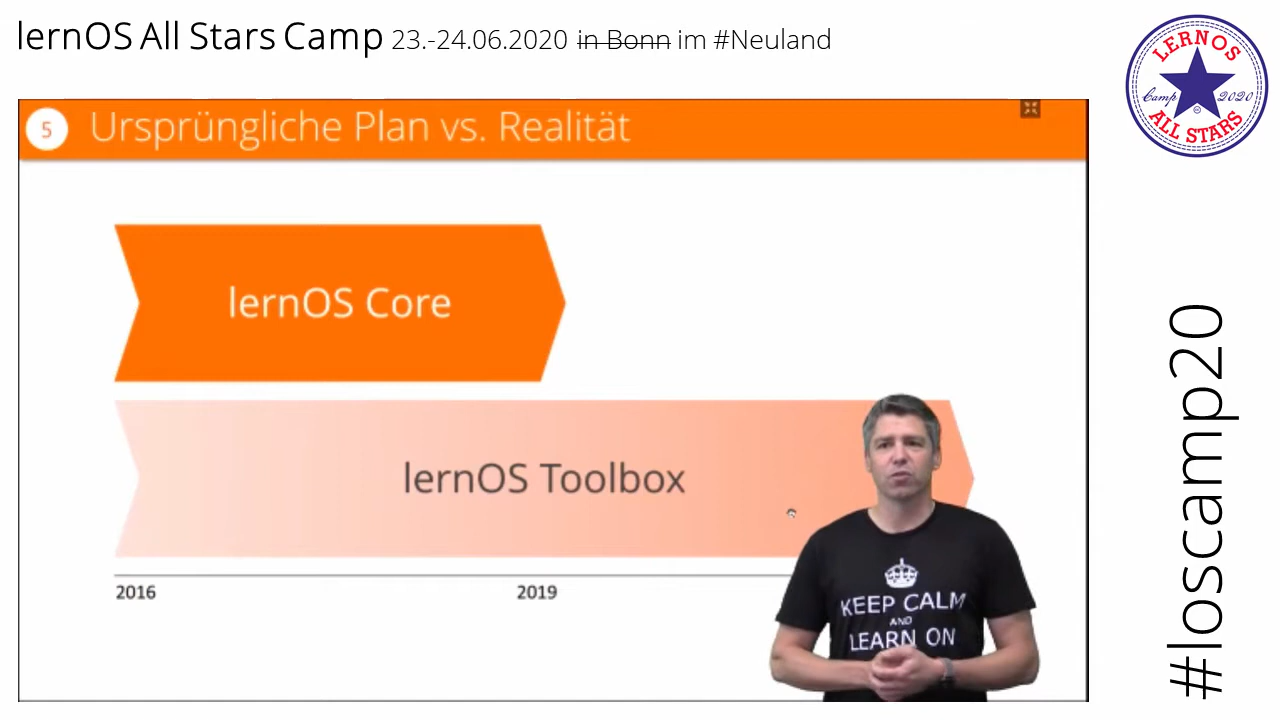 lernOS All Stars Camp 23.-24.06.2020 in Bonn im #Neuland
LERNOS
Camp 2020
ALL STARS
5 Ursprüngliche Plan vs. Realität
lernOS Core
lernOS Toolbox
2016 2019
KEEP CALM
AND
LEARN ON
#loscamp20